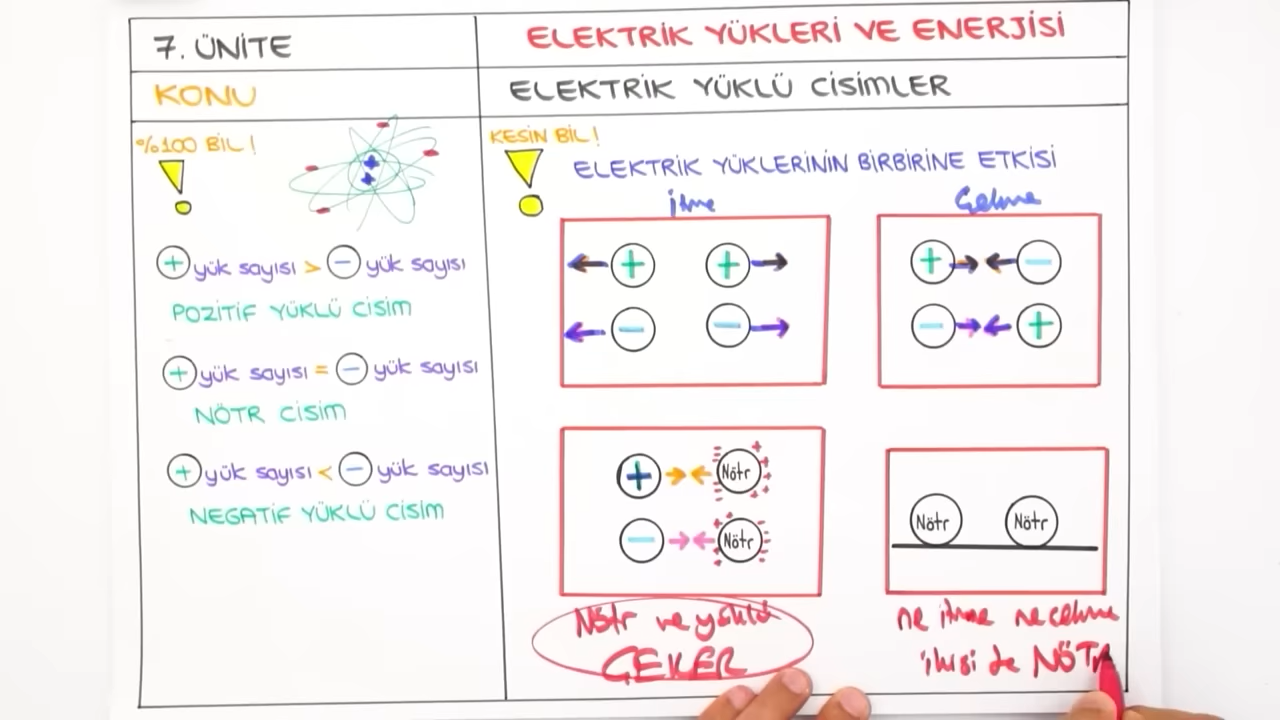 7. ÜNİTE
ELEKTRİK YÜKLERİ VE ENERJİSİ
KONU
ELEKTRİK YÜKLÜ CİSİMLER
%100 BİL!
+ yük sayısı > − yük sayısı
POZİTİF YÜKLÜ CİSİM
+ yük sayısı = − yük sayısı
NÖTR CİSİM
+ yük sayısı < − yük sayısı
NEGATİF YÜKLÜ CİSİM
KESİN BİL!
ELEKTRİK YÜKLERİNİN BİRBİRİNE ETKİSİ
İtme
Çekme
+ +
− −
+ −
− +
+ Nötr
− Nötr
Nötr ve yüklü
ÇEKER
Nötr Nötr
ne itme ne çekme
ikisi de NÖTR